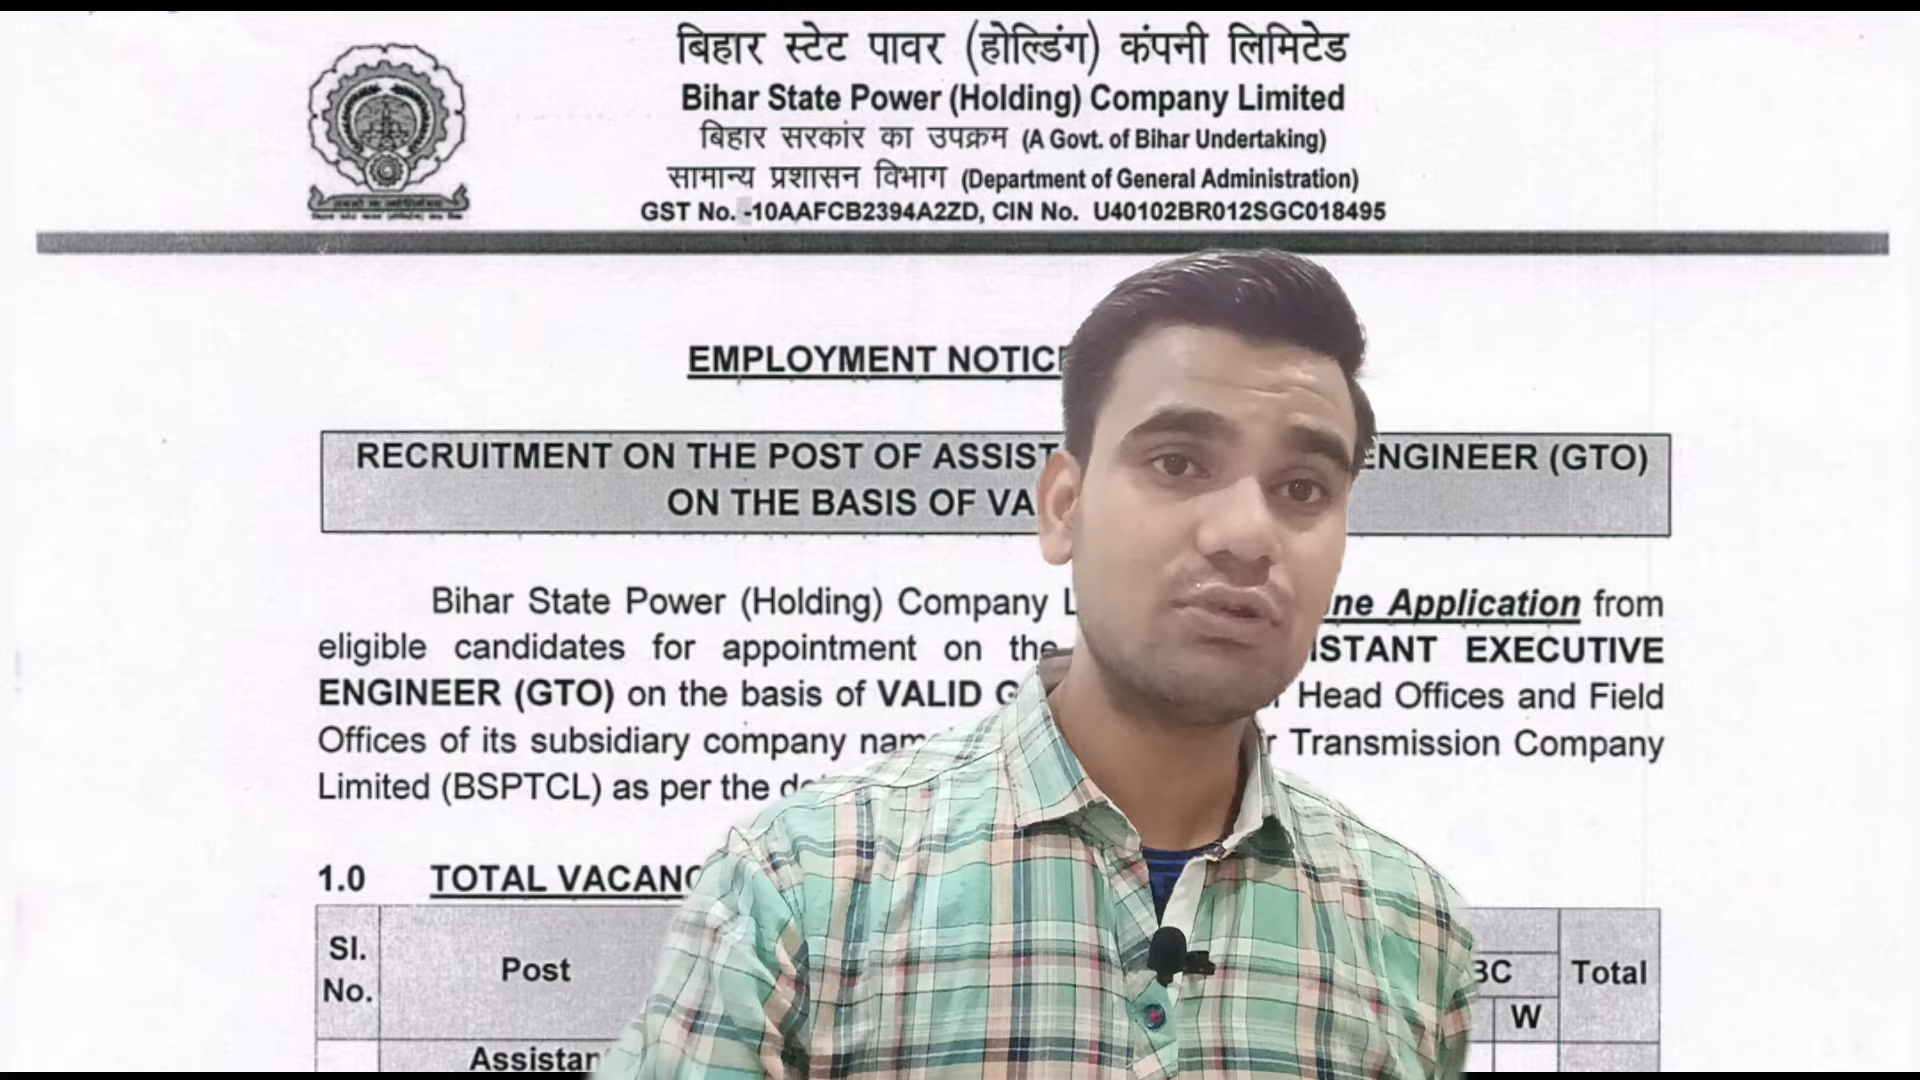 बिहार स्टेट पावर (होल्डिंग) कंपनी लिमिटेड
Bihar State Power (Holding) Company Limited
बिहार सरकार का उपक्रम (A Govt. of Bihar Undertaking)
सामान्य प्रशासन विभाग (Department of General Administration)
GST No. -10AAFCB2394A2ZD, CIN No. U40102BR012SGC018495
EMPLOYMENT NOTIC
RECRUITMENT ON THE POST OF ASSIST ENGINEER (GTO)
ON THE BASIS OF VA
Bihar State Power (Holding) Company L ne Application from
eligible candidates for appointment on the ISTANT EXECUTIVE
ENGINEER (GTO) on the basis of VALID G Head Offices and Field
Offices of its subsidiary company nam r Transmission Company
Limited (BSPTCL) as per the de
1.0 TOTAL VACANC
Sl. No. Post BC Total
W
Assistan